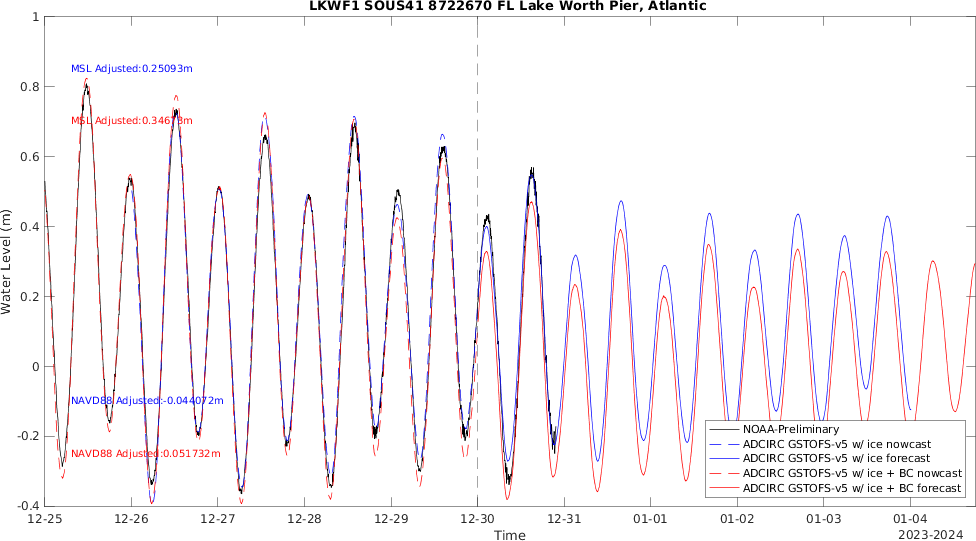 LKWF1 SOUS41 8722670 FL Lake Worth Pier, Atlantic
1
0.8
0.6
0.4
0.2
0
-0.2
-0.4
Water Level (m)
MSL Adjusted:0.25093m
MSL Adjusted:0.34673m
NAVD88 Adjusted:-0.044072m
NAVD88 Adjusted:0.051732m
NOAA-Preliminary
ADCIRC GSTOFS-v5 w/ ice nowcast
ADCIRC GSTOFS-v5 w/ ice forecast
ADCIRC GSTOFS-v5 w/ ice + BC nowcast
ADCIRC GSTOFS-v5 w/ ice + BC forecast
12-25 12-26 12-27 12-28 12-29 12-30 12-31 01-01 01-02 01-03 01-04
Time
2023-2024